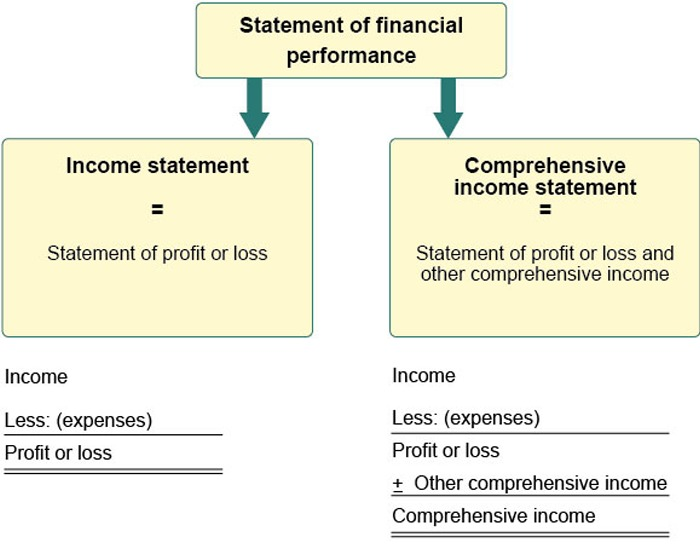 Statement of financial
performance
Income statement
=
Statement of profit or loss
Comprehensive
income statement
=
Statement of profit or loss and
other comprehensive income
Income
Less: (expenses)
Profit or loss
Income
Less: (expenses)
Profit or loss
± Other comprehensive income
Comprehensive income